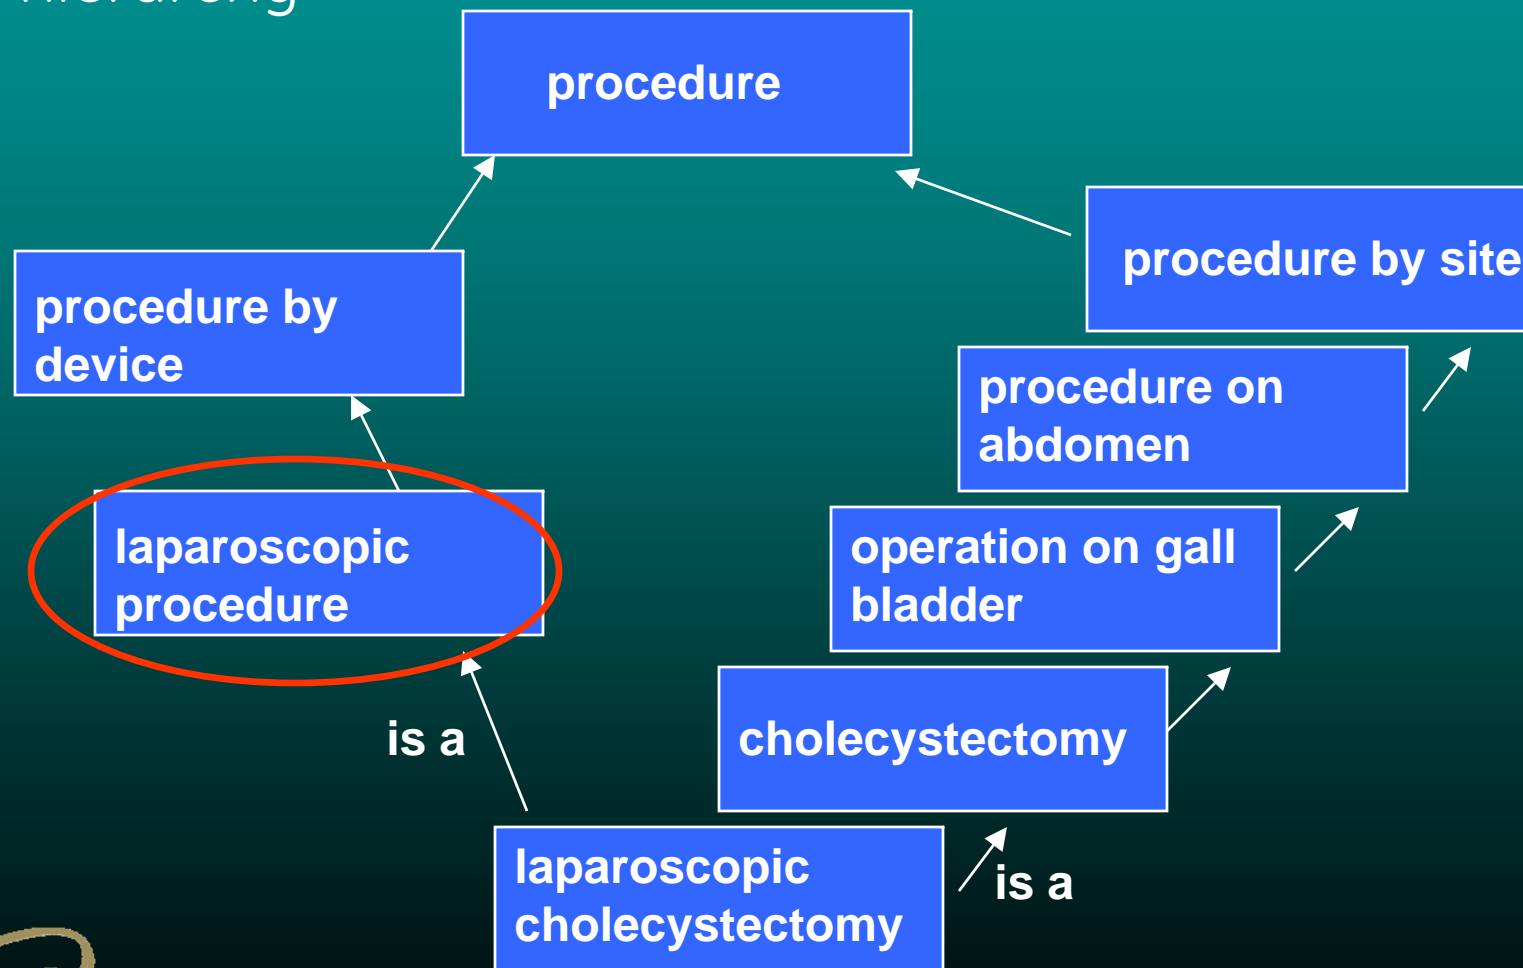 procedure
procedure by site
procedure by
device
procedure on
abdomen
laparoscopic
procedure
operation on gall
bladder
is a
cholecystectomy
laparoscopic
cholecystectomy
is a